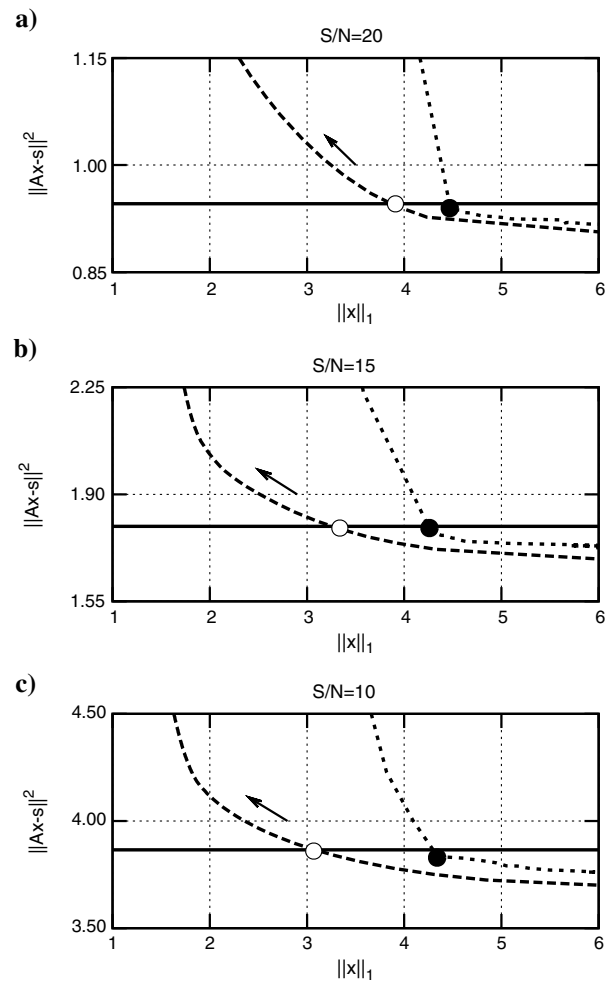 a)
S/N=20
1.15
1.00
0.85
||Ax-s||²
1 2 3 4 5 6
||x||₁
b)
S/N=15
2.25
1.90
1.55
||Ax-s||²
1 2 3 4 5 6
||x||₁
c)
S/N=10
4.50
4.00
3.50
||Ax-s||²
1 2 3 4 5 6
||x||₁